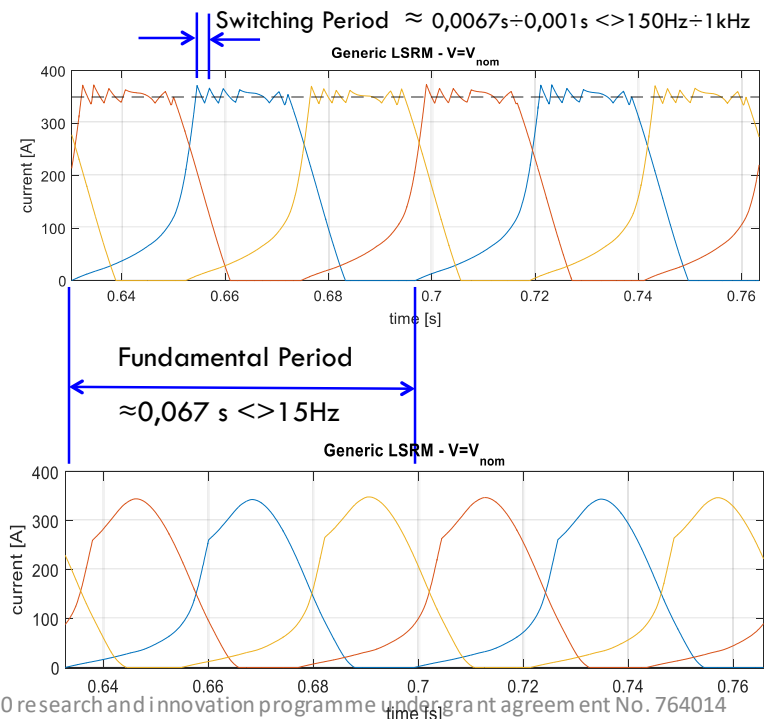 Switching Period ≈ 0,0067s÷0,001s <>150Hz÷1kHz
Generic LSRM - V=Vnom
400
300
200
100
0
current [A]
0.64 0.66 0.68 0.7 0.72 0.74 0.76
time [s]
Fundamental Period
≈0,067 s <>15Hz
Generic LSRM - V=Vnom
400
300
200
100
0
current [A]
0.64 0.66 0.68 0.7 0.72 0.74 0.76
0 research and innovation programme under grant agreement No. 764014
time [s]